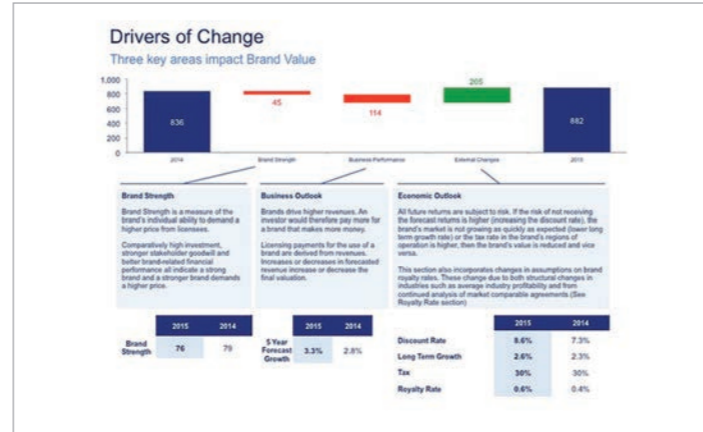 Drivers of Change
Three key areas impact Brand Value
1,000
800
600
400
200
0
836
45
114
205
882
2014
Brand Strength
Business Performance
External Changes
2015
Brand Strength
Brand Strength is a measure of the
brand's individual ability to demand a
higher price from licensees.
Comparatively high investment,
stronger stakeholder goodwill and
better brand-related financial
performance all indicate a strong
brand and a stronger brand demands
a higher price.
Business Outlook
Brands drive higher revenues. An
investor would therefore pay more for
a brand that makes more money.
Licensing payments for the use of a
brand are derived from revenues.
Increases or decreases in forecasted
revenue increase or decrease the
final valuation.
Economic Outlook
All future returns are subject to risk. If the risk of not receiving
the forecast returns is higher (increasing the discount rate), the
brand's market is not growing as quickly as expected (lower long
term growth rate) or the tax rate in the brand's regions of
operation is higher, then the brand's value is reduced and vice
versa.
This section also incorporates changes in assumptions on brand
royalty rates. These change due to both structural changes in
industries such as average industry profitability and from
continued analysis of market comparable agreements (See
Royalty Rate section)
2015 2014
Brand
Strength 76 79
2015 2014
5 Year
Forecast
Growth 3.3% 2.8%
2015 2014
Discount Rate 8.6% 7.3%
Long Term Growth 2.6% 2.3%
Tax 30% 30%
Royalty Rate 0.6% 0.4%